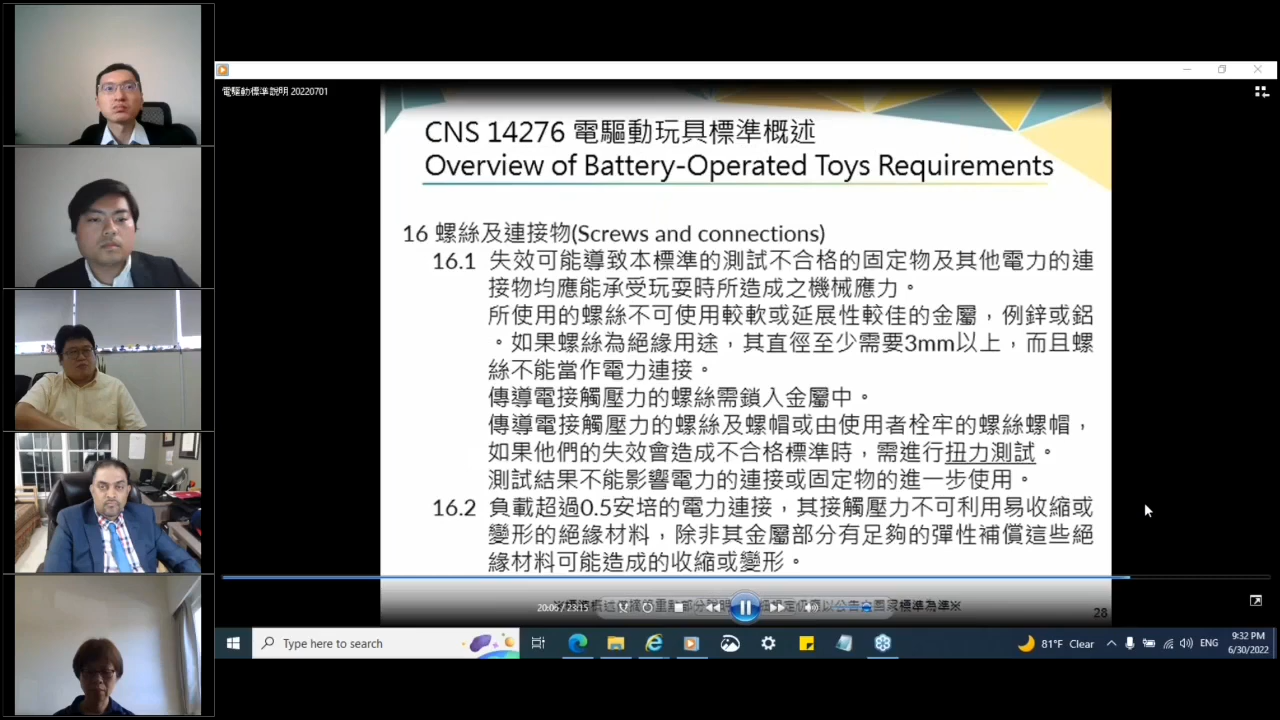 電驅動標準說明 20220701
CNS 14276 電驅動玩具標準概述
Overview of Battery-Operated Toys Requirements
16 螺絲及連接物(Screws and connections)
16.1 失效可能導致本標準的測試不合格的固定物及其他電力的連
接物均應能承受玩耍時所造成之機械應力。
所使用的螺絲不可使用較軟或延展性較佳的金屬，例鋅或鋁
。如果螺絲為絕緣用途，其直徑至少需要3mm以上，而且螺
絲不能當作電力連接。
傳導電接觸壓力的螺絲需鎖入金屬中。
傳導電接觸壓力的螺絲及螺帽或由使用者栓牢的螺絲螺帽，
如果他們的失效會造成不合格標準時，需進行扭力測試。
測試結果不能影響電力的連接或固定物的進一步使用。
16.2 負載超過0.5安培的電力連接，其接觸壓力不可利用易收縮或
變形的絕緣材料，除非其金屬部分有足夠的彈性補償這些絕
緣材料可能造成的收縮或變形。
20:06 / 23:15
28
Type here to search
81°F Clear
ENG
9:32 PM
6/30/2022